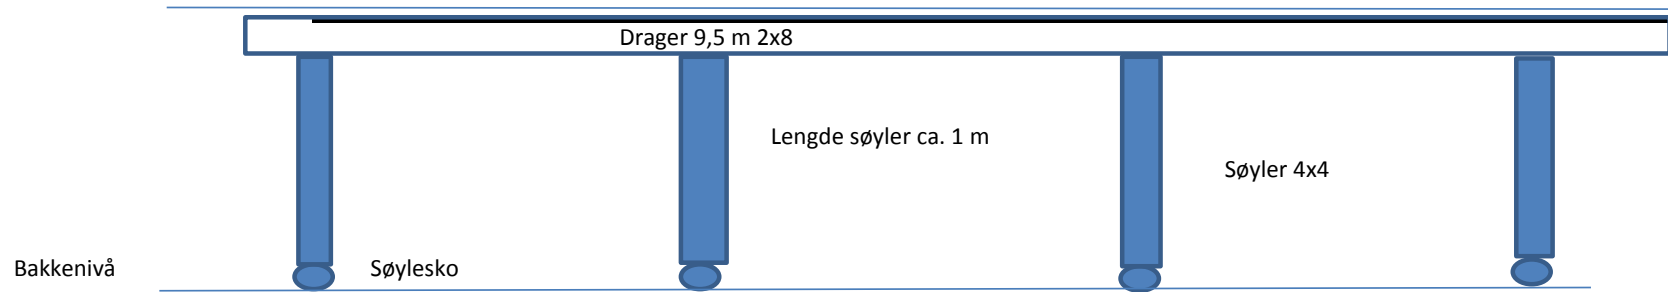 Drager 9,5 m 2x8
Lengde søyler ca. 1 m
Søyler 4x4
Bakkenivå
Søylesko